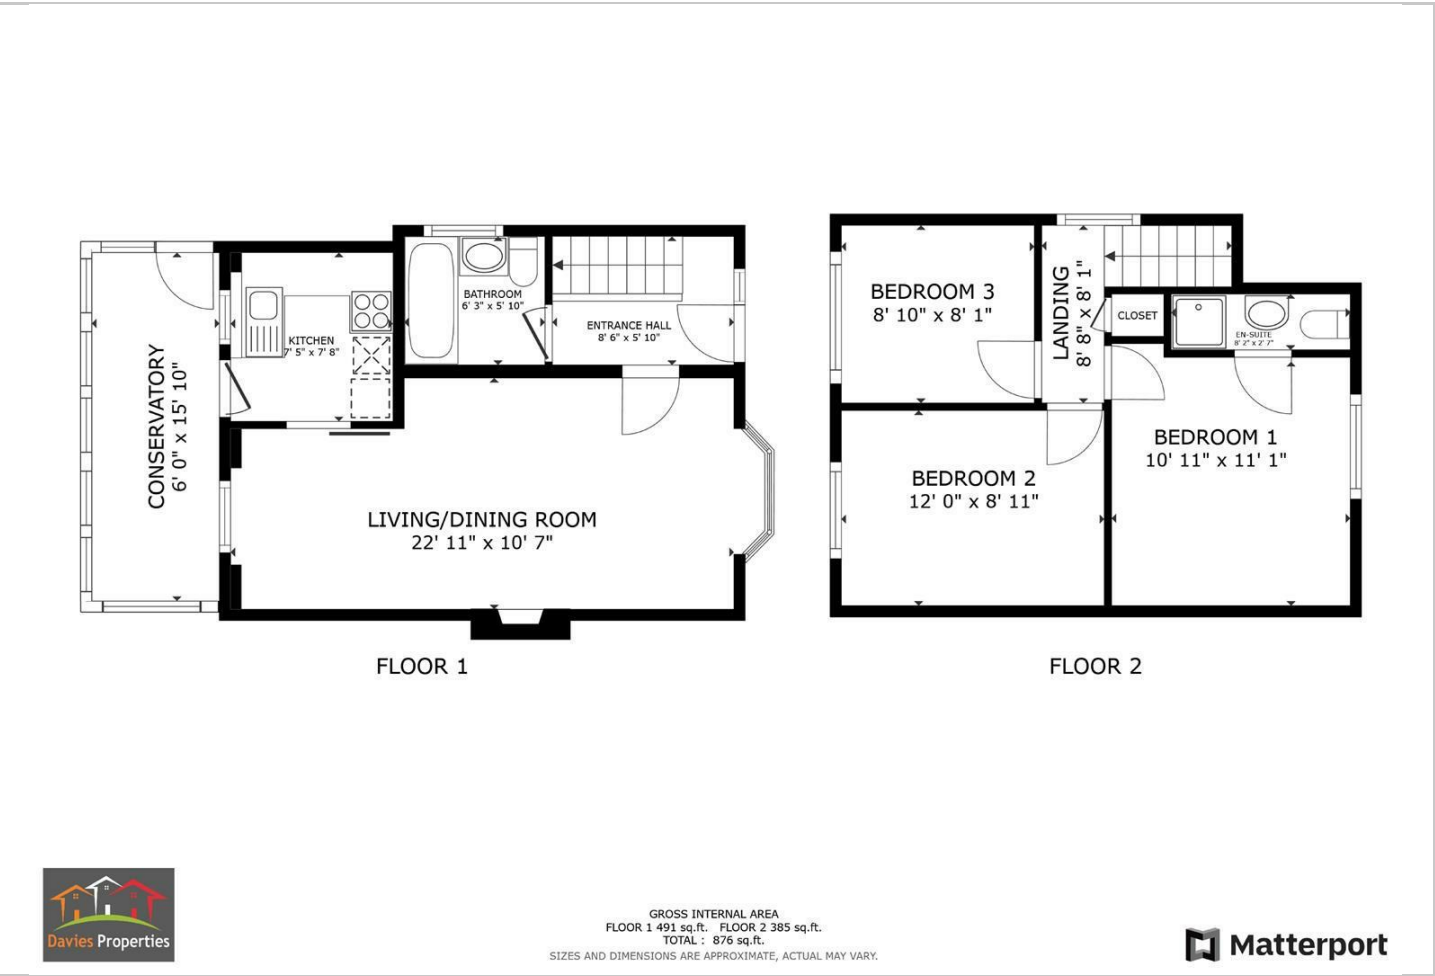 CONSERVATORY
6' 0" x 15' 10"
KITCHEN
7' 5" x 7' 8"
BATHROOM
6' 3" x 5' 10"
ENTRANCE HALL
8' 6" x 5' 10"
LIVING/DINING ROOM
22' 11" x 10' 7"
FLOOR 1
BEDROOM 3
8' 10" x 8' 1"
LANDING
8' 8" x 8' 1"
CLOSET
EN-SUITE
8' 2" x 2' 7"
BEDROOM 1
10' 11" x 11' 1"
BEDROOM 2
12' 0" x 8' 11"
FLOOR 2
Davies Properties
GROSS INTERNAL AREA
FLOOR 1 491 sq.ft. FLOOR 2 385 sq.ft.
TOTAL : 876 sq.ft.
SIZES AND DIMENSIONS ARE APPROXIMATE, ACTUAL MAY VARY.
Matterport